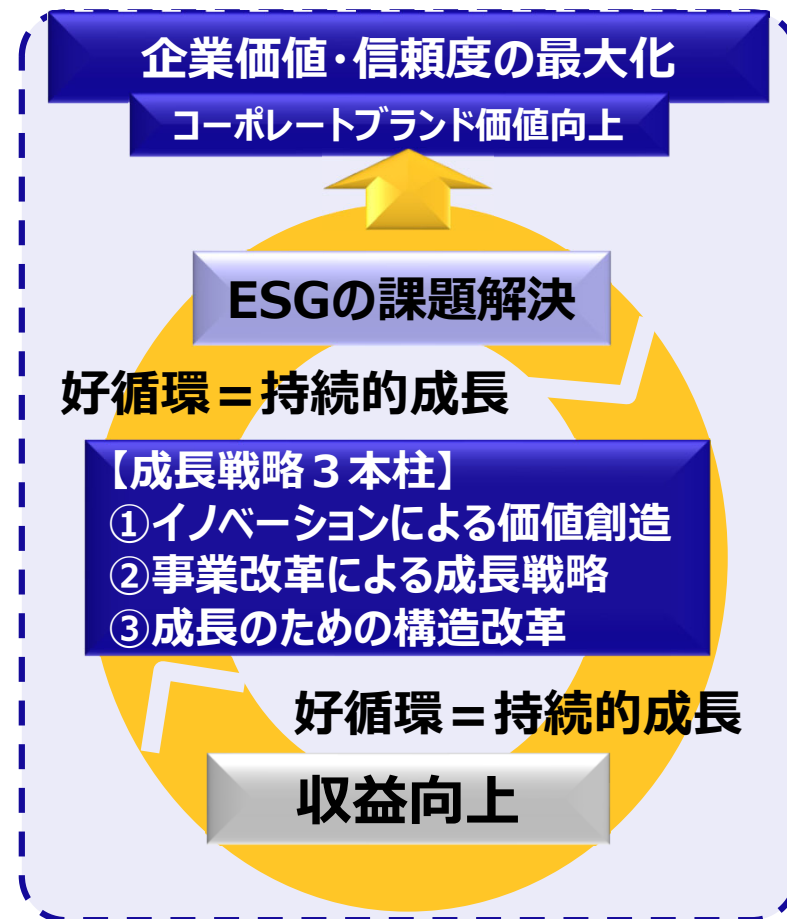 企業価値・信頼度の最大化
コーポレートブランド価値向上
ESGの課題解決
好循環＝持続的成長
【成長戦略３本柱】
①イノベーションによる価値創造
②事業改革による成長戦略
③成長のための構造改革
好循環＝持続的成長
収益向上